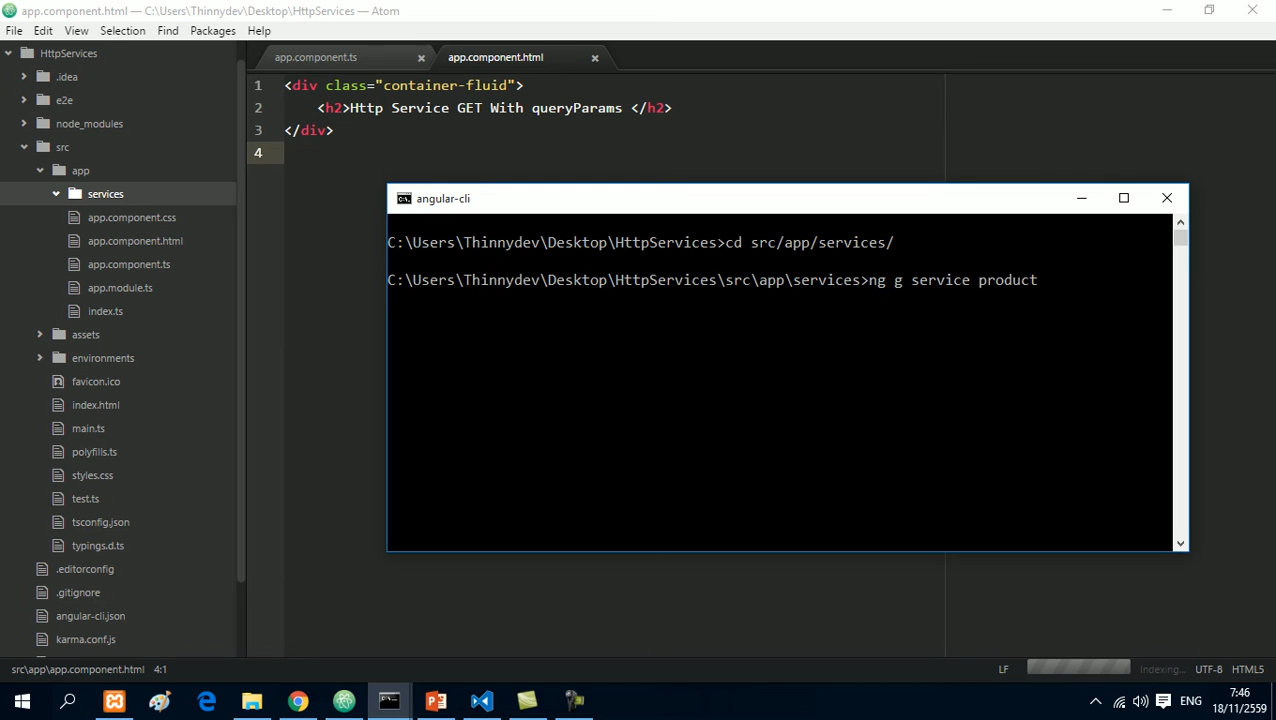 app.component.html — C:\Users\Thinnydev\Desktop\HttpServices — Atom
File Edit View Selection Find Packages Help
HttpServices
.idea
e2e
node_modules
src
app
services
app.component.css
app.component.html
app.component.ts
app.module.ts
index.ts
assets
environments
favicon.ico
index.html
main.ts
polyfills.ts
styles.css
test.ts
tsconfig.json
typings.d.ts
.editorconfig
.gitignore
angular-cli.json
karma.conf.js
app.component.ts app.component.html
1 <div class="container-fluid">
2 <h2>Http Service GET With queryParams </h2>
3 </div>
4
angular-cli
C:\Users\Thinnydev\Desktop\HttpServices>cd src/app/services/
C:\Users\Thinnydev\Desktop\HttpServices\src\app\services>ng g service product
src\app\app.component.html 4:1 LF Indexing... UTF-8 HTML5
ENG
7:46
18/11/2559